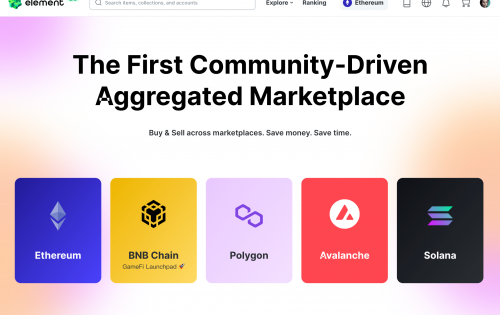 element
Search items, collections, and accounts
Explore
Ranking
Ethereum
The First Community-Driven
Aggregated Marketplace
Buy & Sell across marketplaces. Save money. Save time.
Ethereum
BNB Chain
GameFi Launchpad 🚀
Polygon
Avalanche
Solana